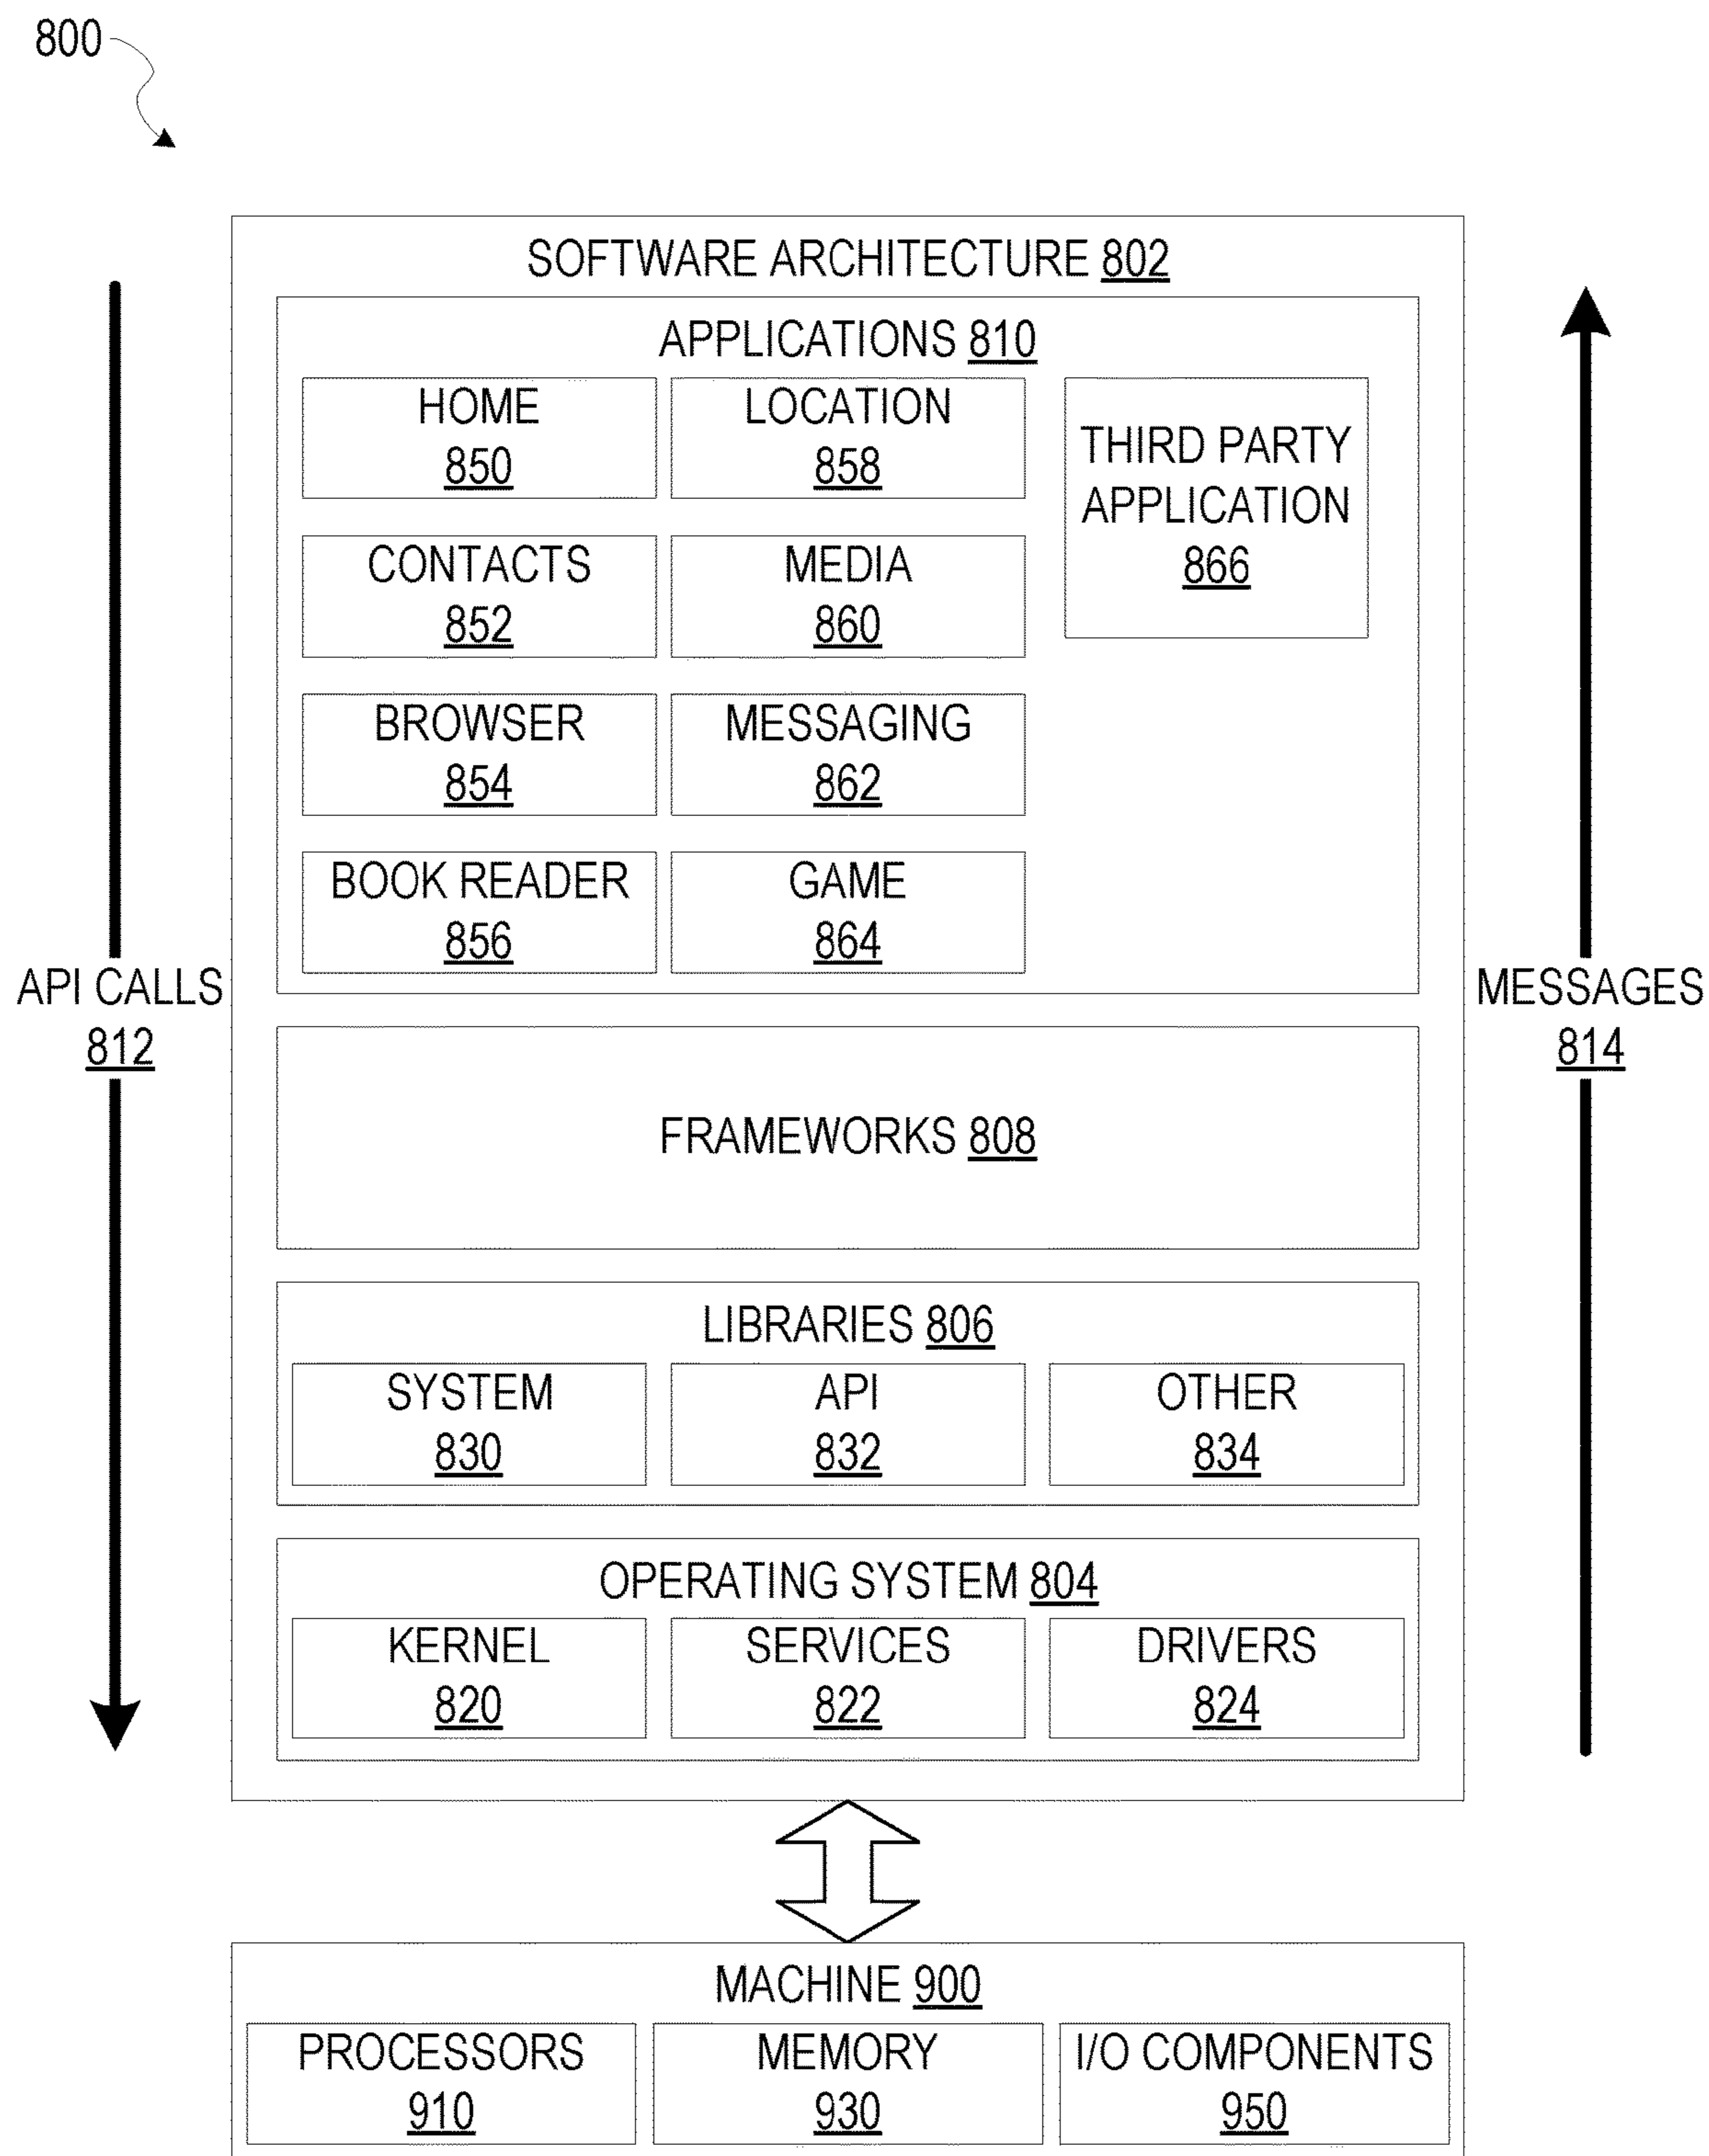 800
SOFTWARE ARCHITECTURE 802
APPLICATIONS 810
HOME
850
LOCATION
858
THIRD PARTY
APPLICATION
866
CONTACTS
852
MEDIA
860
BROWSER
854
MESSAGING
862
BOOK READER
856
GAME
864
API CALLS
812
MESSAGES
814
FRAMEWORKS 808
LIBRARIES 806
SYSTEM
830
API
832
OTHER
834
OPERATING SYSTEM 804
KERNEL
820
SERVICES
822
DRIVERS
824
MACHINE 900
PROCESSORS
910
MEMORY
930
I/O COMPONENTS
950